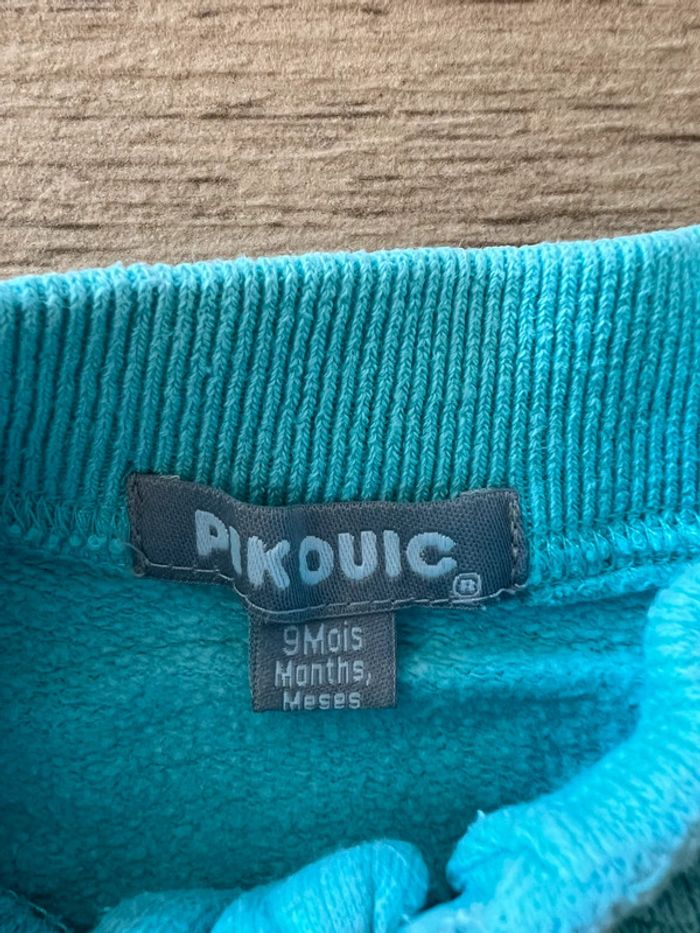 PIKOUIC
®
9Mois
Months,
Meses